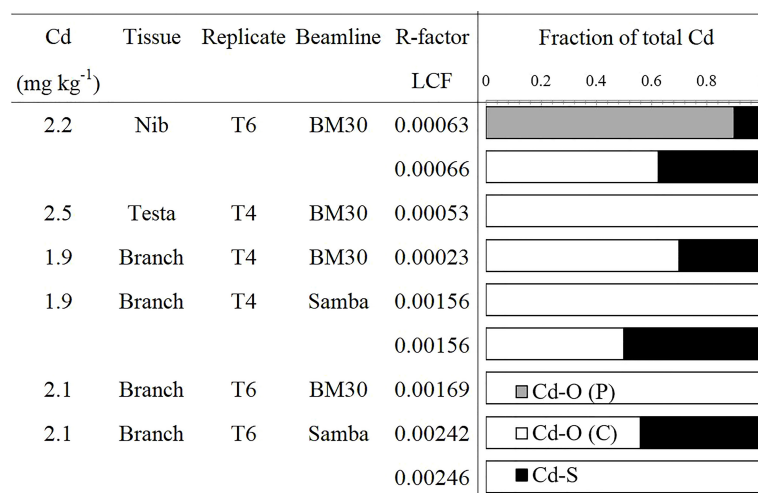 Cd Tissue Replicate Beamline R-factor Fraction of total Cd
(mg kg⁻¹) LCF 0 0.2 0.4 0.6 0.8
2.2 Nib T6 BM30 0.00063
0.00066
2.5 Testa T4 BM30 0.00053
1.9 Branch T4 BM30 0.00023
1.9 Branch T4 Samba 0.00156
0.00156
2.1 Branch T6 BM30 0.00169 Cd-O (P)
2.1 Branch T6 Samba 0.00242 Cd-O (C)
0.00246 Cd-S